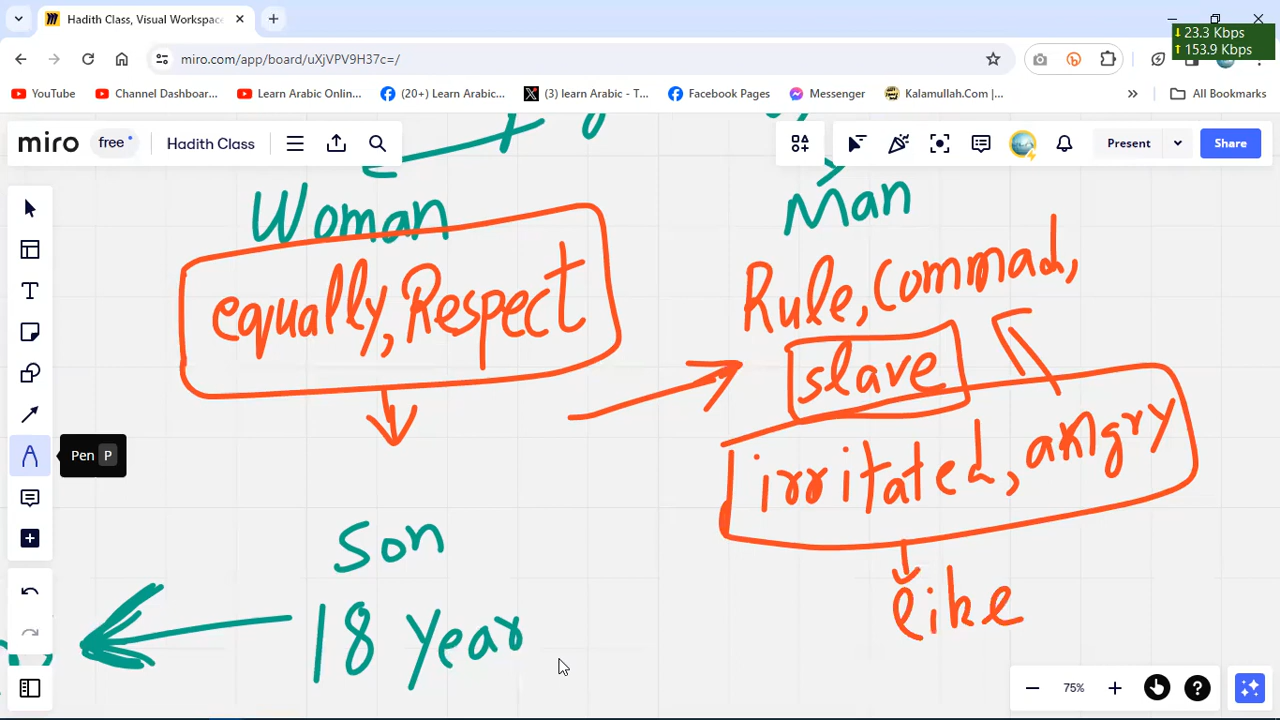 Hadith Class, Visual Workspac
23.3 Kbps
153.9 Kbps
miro.com/app/board/uXjVPV9H37c=/
YouTube
Channel Dashboar...
Learn Arabic Onlin...
(20+) Learn Arabic...
(3) learn Arabic - T...
Facebook Pages
Messenger
Kalamullah.Com |...
All Bookmarks
miro
free
Hadith Class
Present
Share
Woman
Man
equally, Respect
Rule, Commad,
slave
irritated, angry
like
Pen P
Son
18 Year
75%